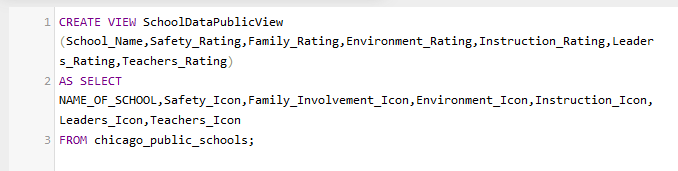 1 CREATE VIEW SchoolDataPublicView
(School_Name,Safety_Rating,Family_Rating,Environment_Rating,Instruction_Rating,Leader
s_Rating,Teachers_Rating)
2 AS SELECT
NAME_OF_SCHOOL,Safety_Icon,Family_Involvement_Icon,Environment_Icon,Instruction_Icon,
Leaders_Icon,Teachers_Icon
3 FROM chicago_public_schools;